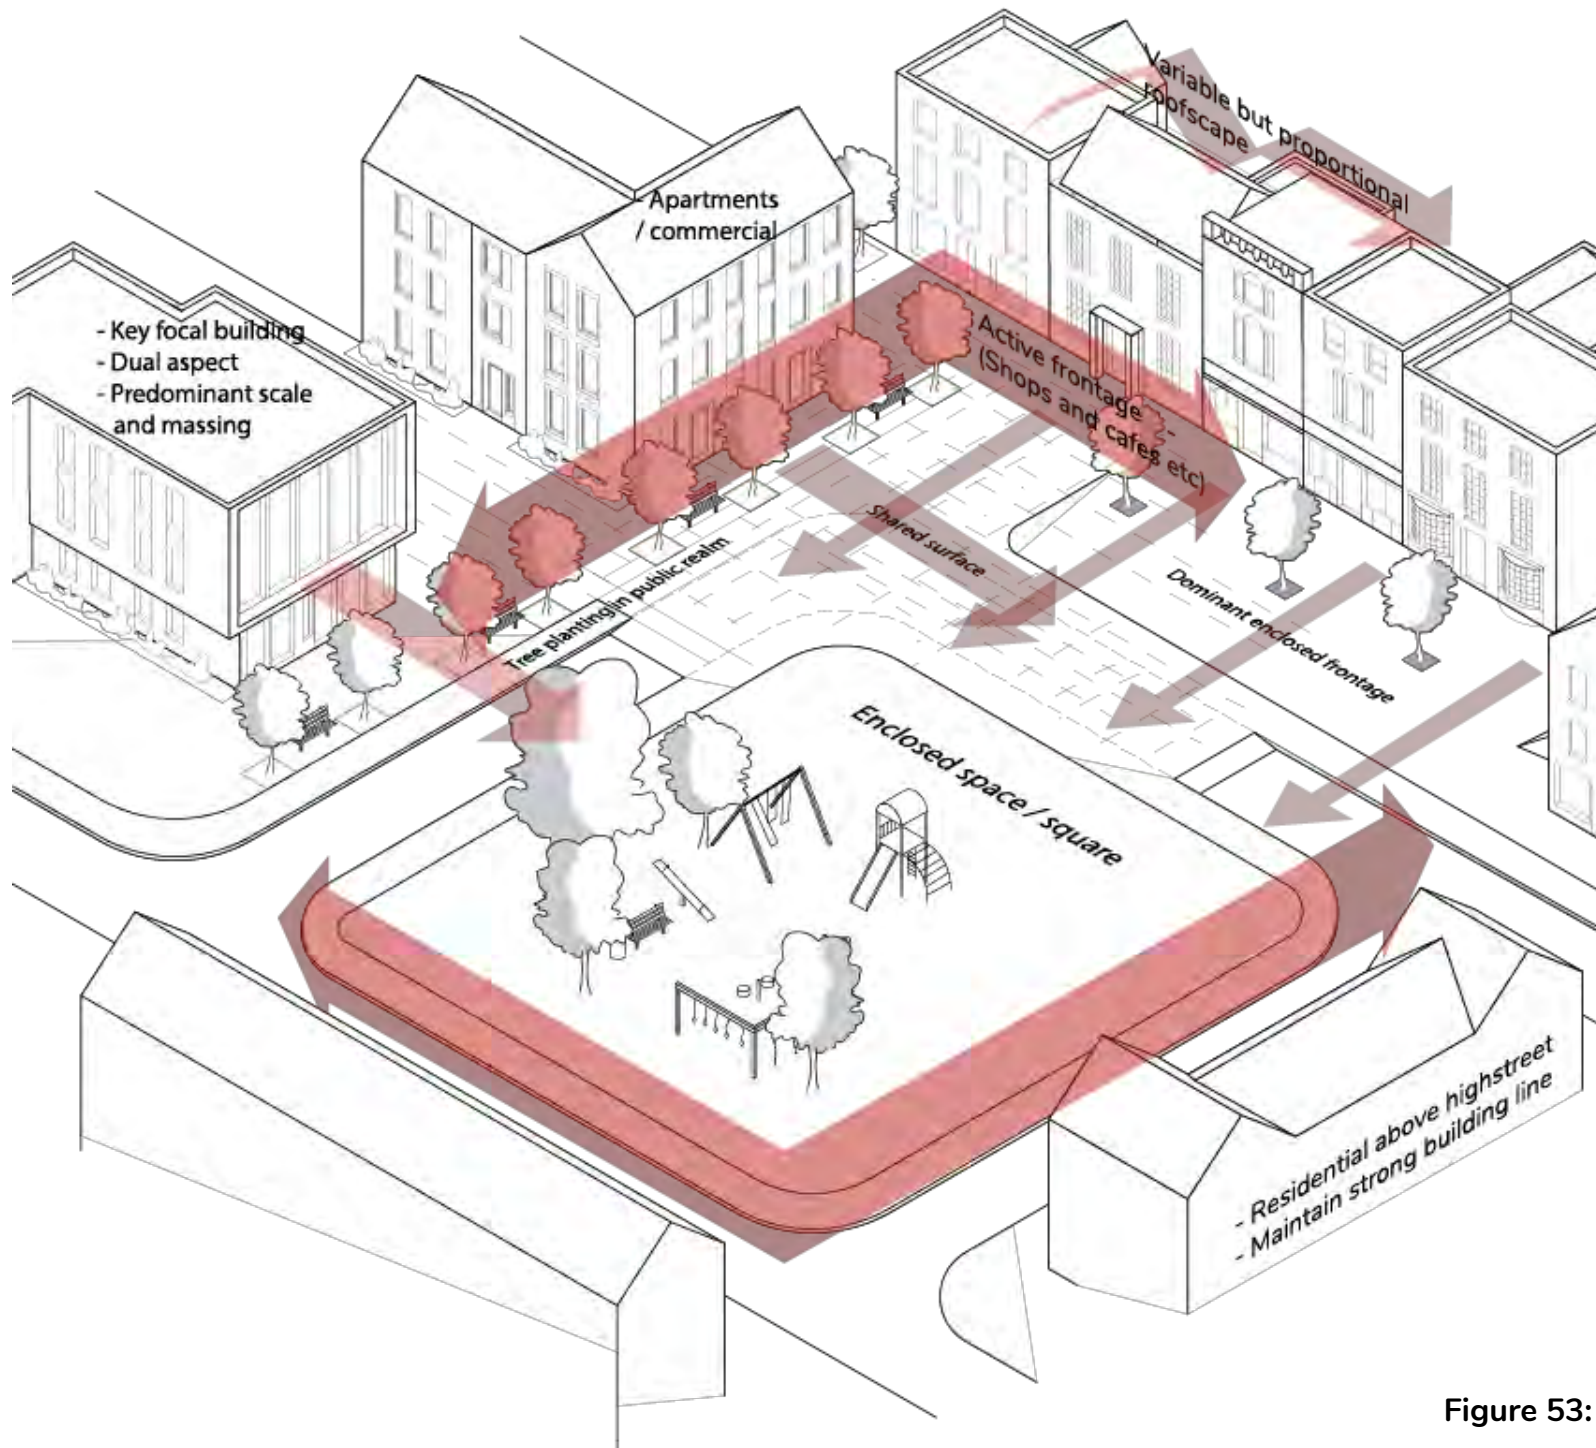 Variable but proportional
roofscape
- Apartments
/ commercial
- Key focal building
- Dual aspect
- Predominant scale
and massing
Active frontage -
(Shops and cafes etc)
Shared surface
Tree planting in public realm
Dominant enclosed frontage
Enclosed space / square
- Residential above highstreet
- Maintain strong building line
Figure 53: